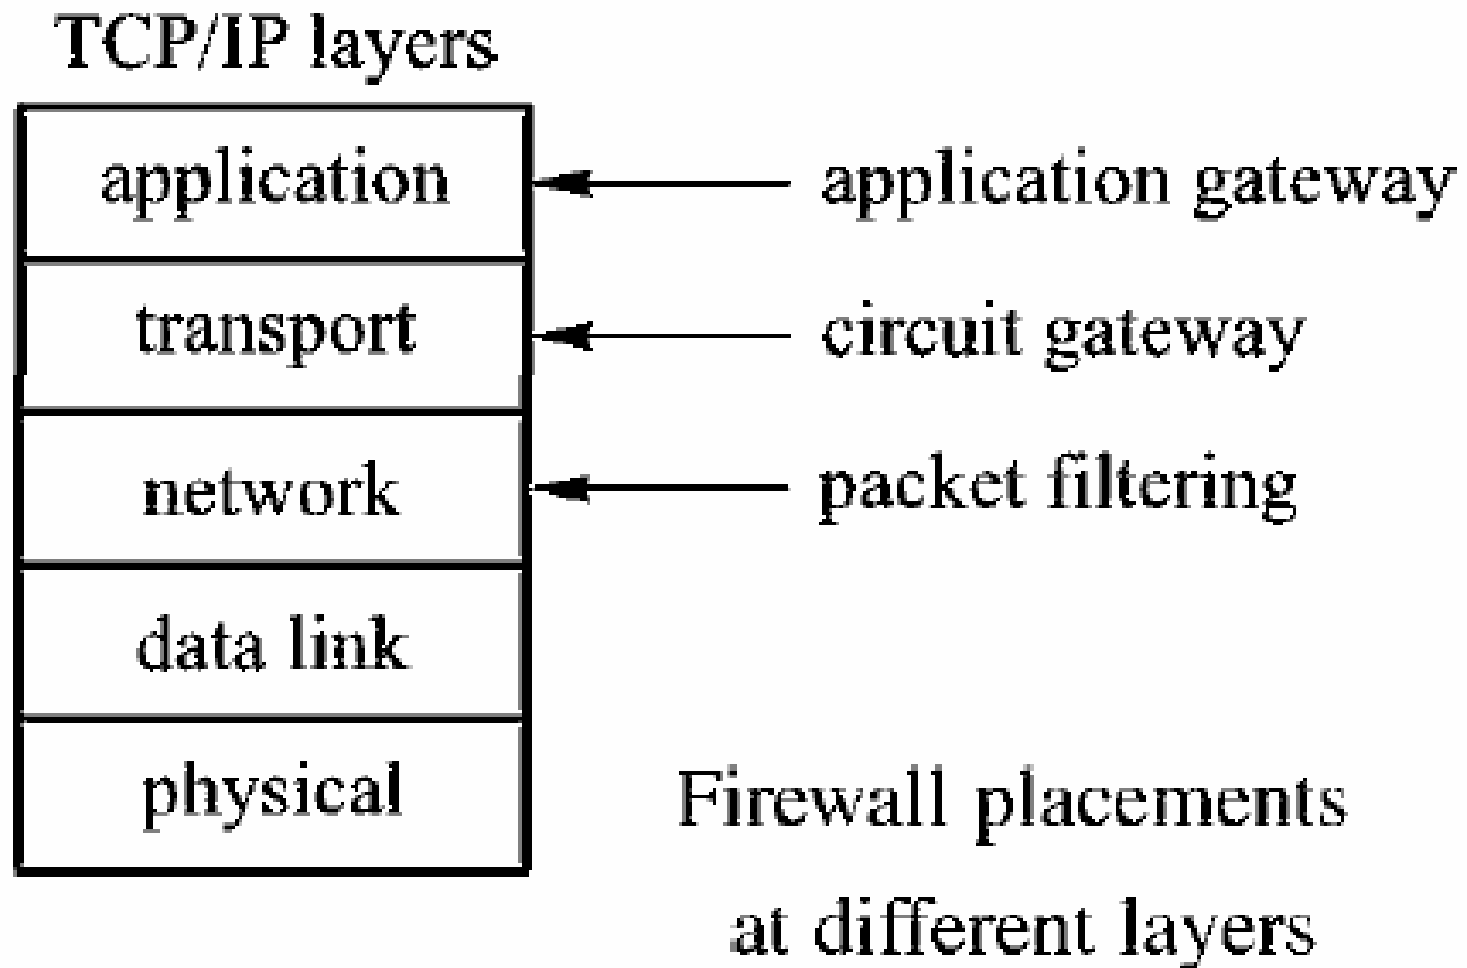 TCP/IP layers
application
application gateway
transport
circuit gateway
network
packet filtering
data link
physical
Firewall placements
at different layers